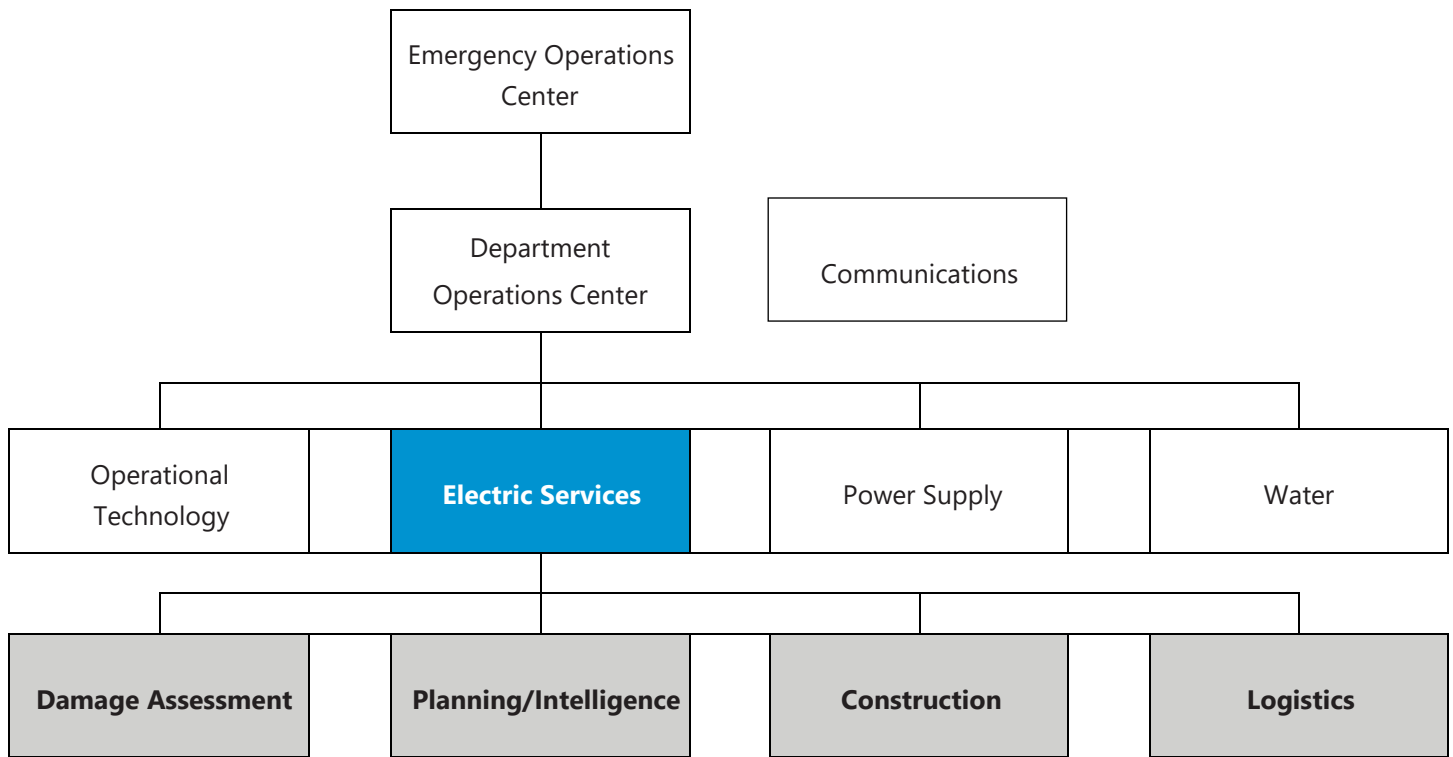 Emergency Operations
Center
Department
Operations Center
Communications
Operational
Technology
Electric Services
Power Supply
Water
Damage Assessment
Planning/Intelligence
Construction
Logistics